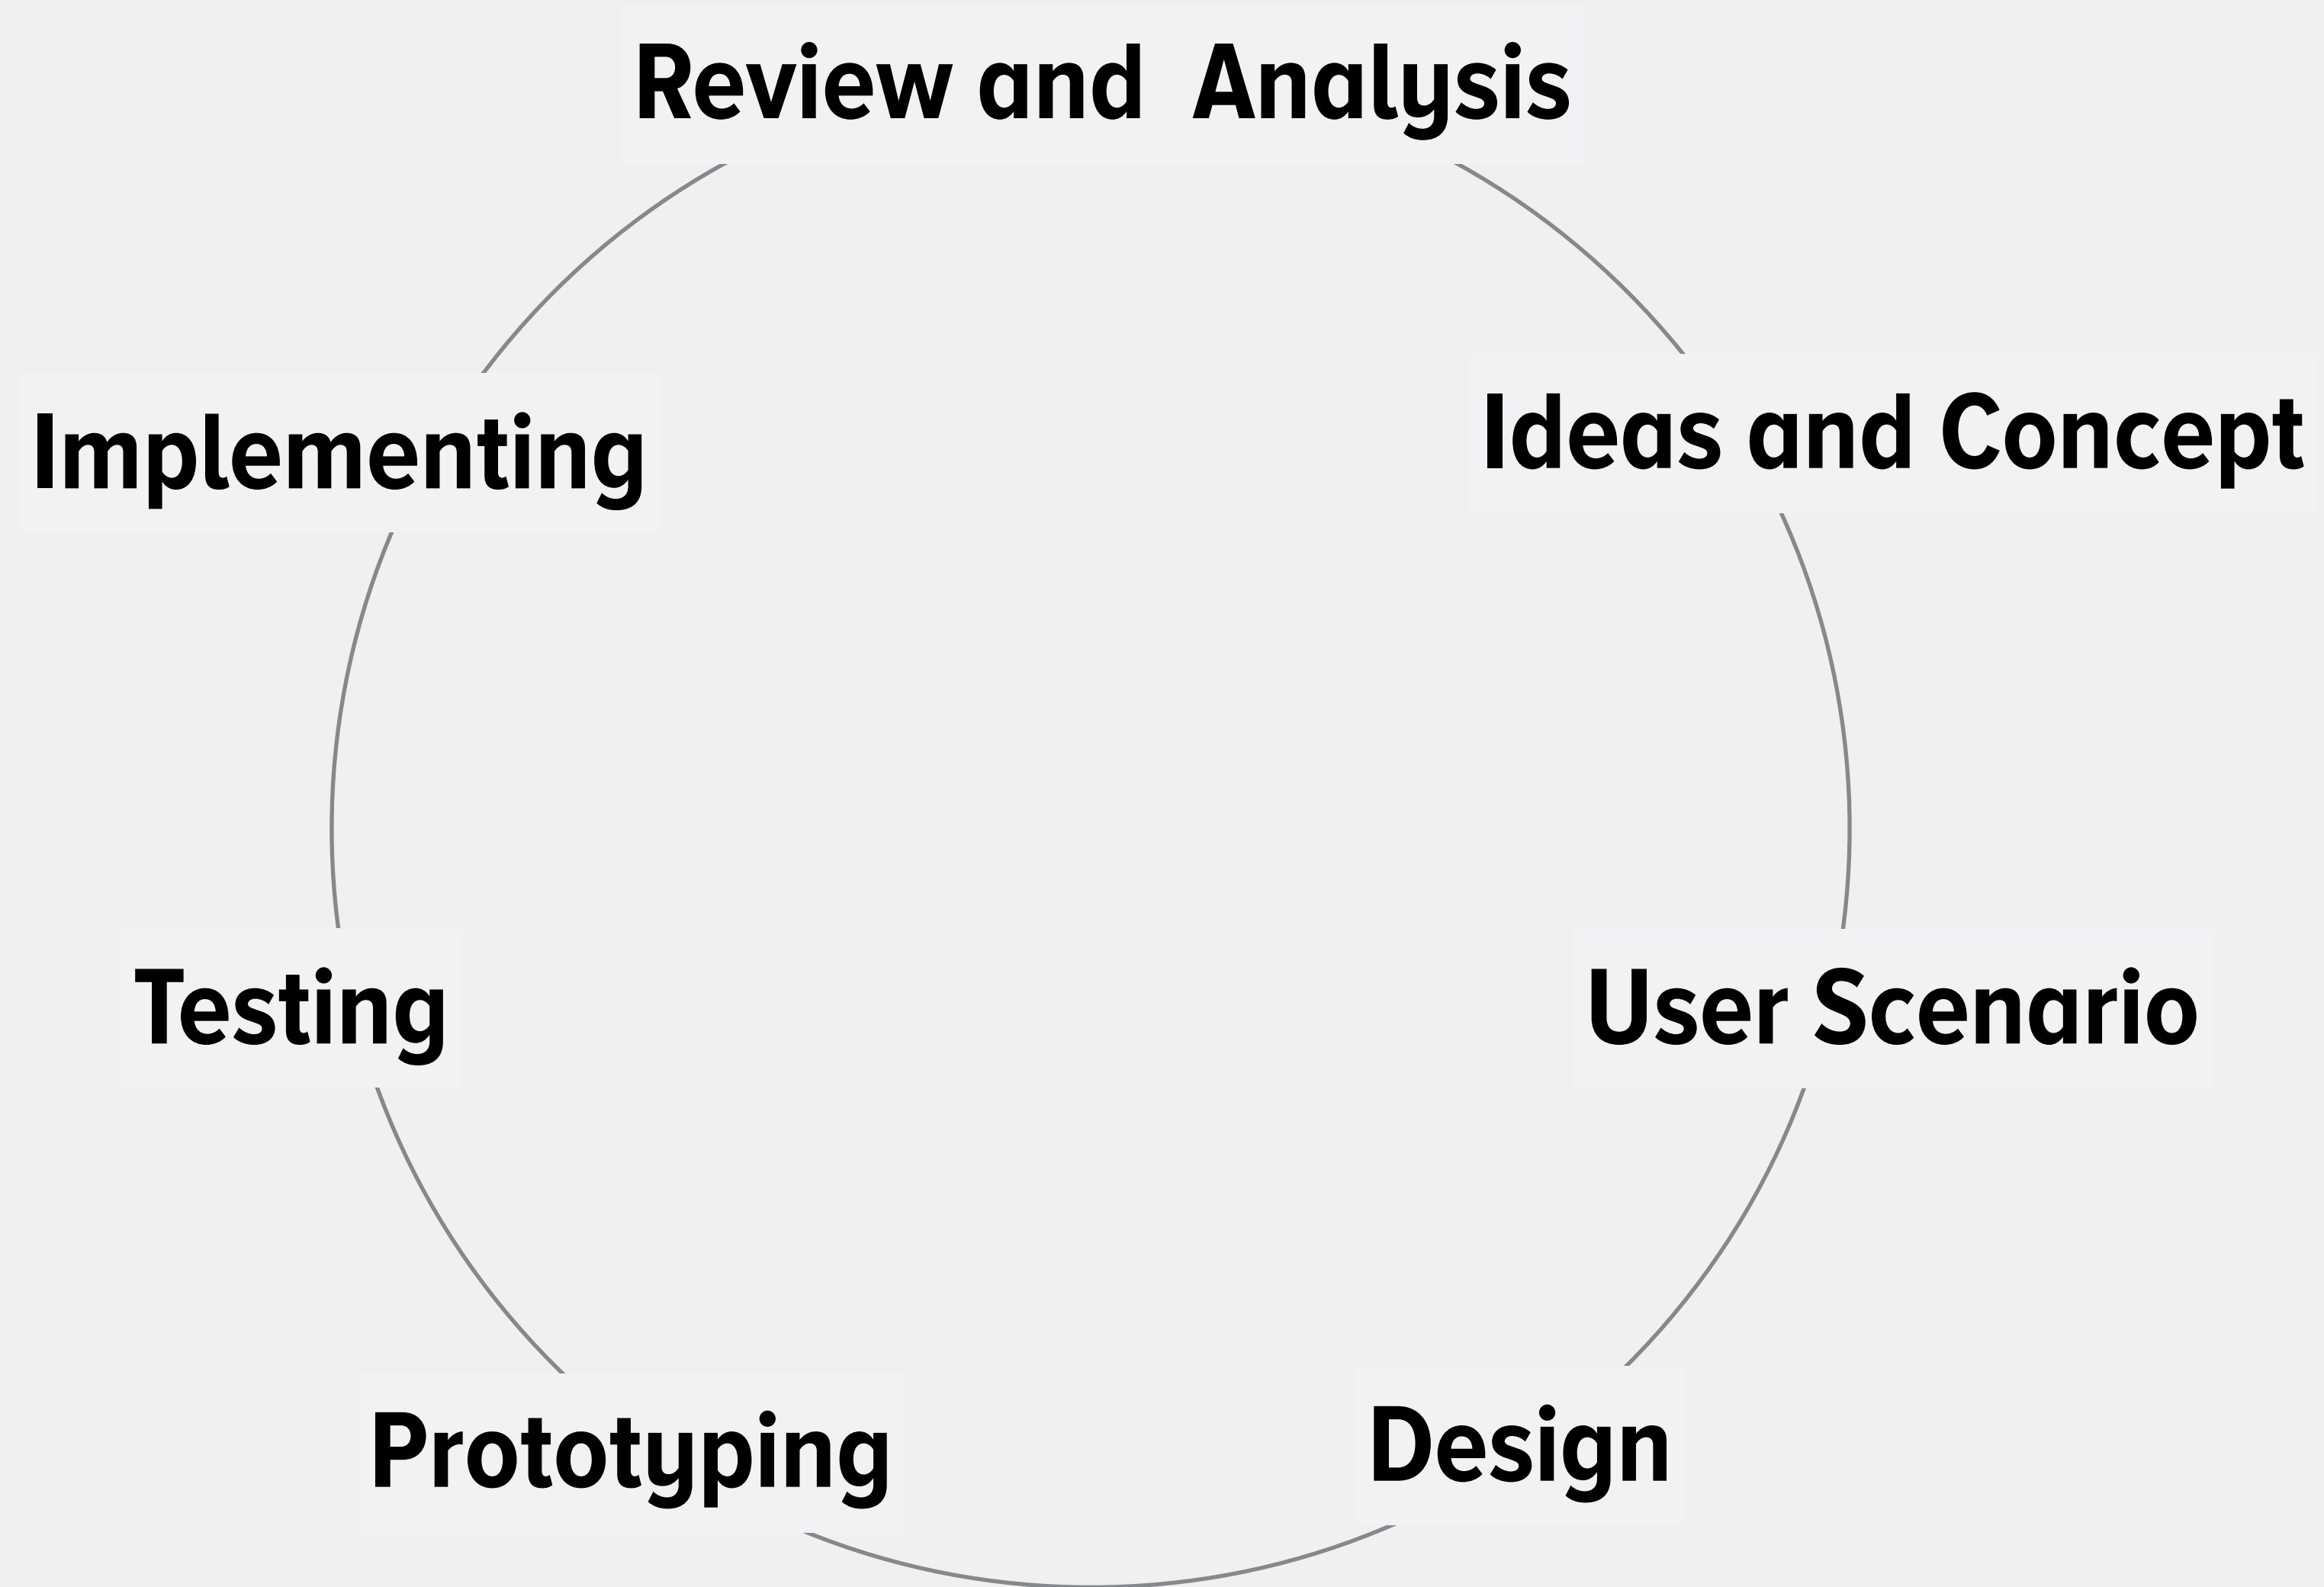 Review and  Analysis
Ideas and Concept
User Scenario
Design
Prototyping
Testing
Implementing